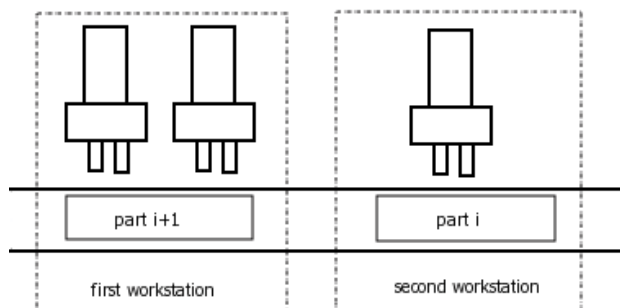 part i+1
part i
first workstation
second workstation